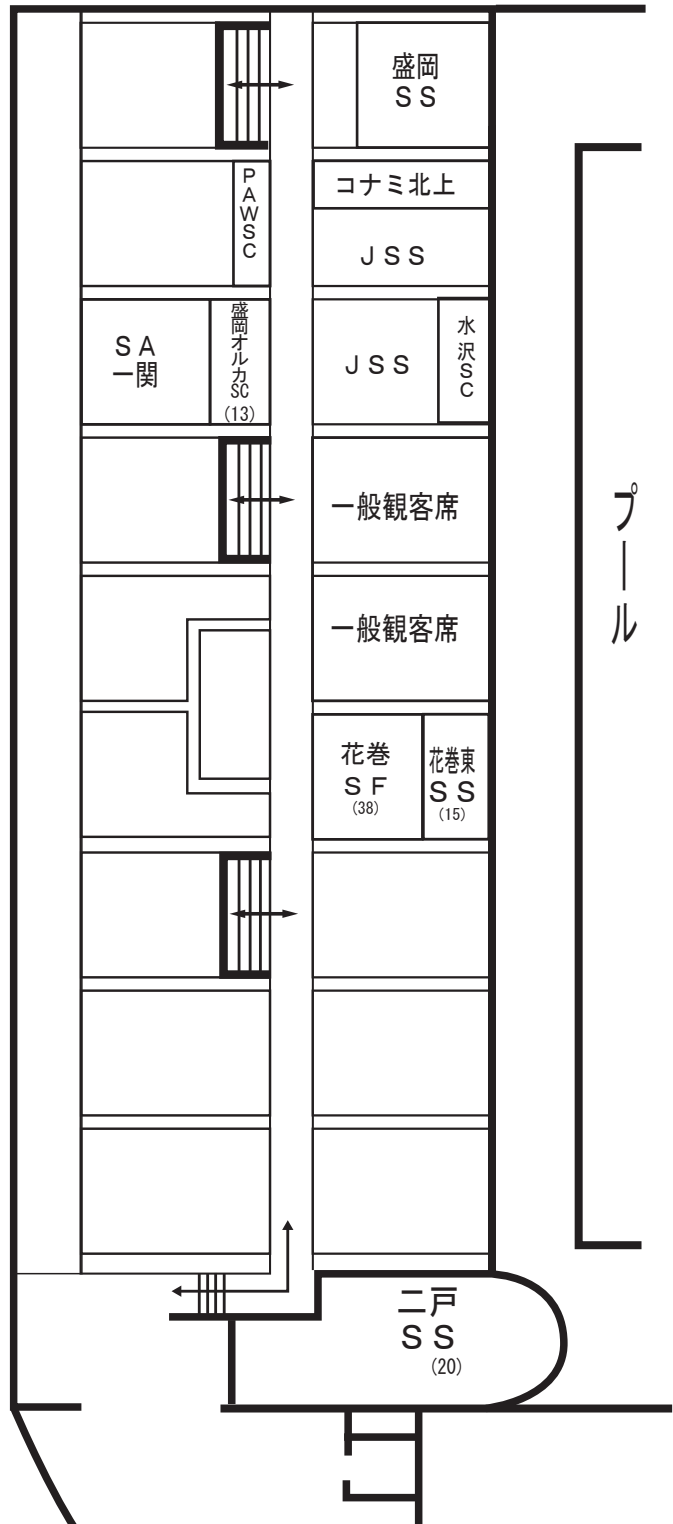 盛岡
ＳＳ
ＰＡＷＳＣ
コナミ北上
ＪＳＳ
ＳＡ
一関
盛岡オルカSC
(13)
ＪＳＳ
水沢ＳＣ
一般観客席
プール
一般観客席
花巻
ＳＦ
(38)
花巻東
ＳＳ
(15)
二戸
ＳＳ
(20)